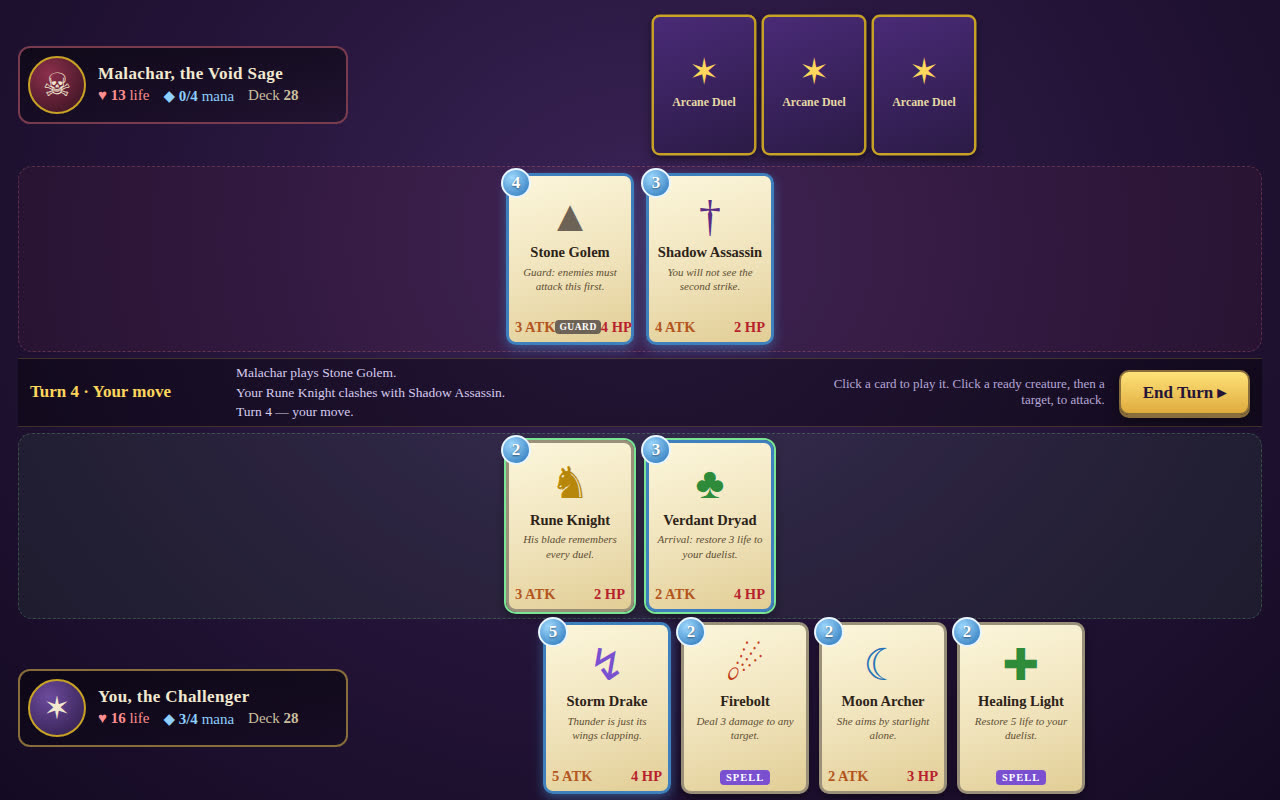 Malachar, the Void Sage
♥ 13 life ◆ 0/4 mana Deck 28
Arcane Duel
Arcane Duel
Arcane Duel
4
Stone Golem
Guard: enemies must
attack this first.
3 ATK GUARD 4 HP
3
Shadow Assassin
You will not see the
second strike.
4 ATK 2 HP
Turn 4 · Your move
Malachar plays Stone Golem.
Your Rune Knight clashes with Shadow Assassin.
Turn 4 — your move.
Click a card to play it. Click a ready creature, then a
target, to attack.
End Turn ▸
2
Rune Knight
His blade remembers
every duel.
3 ATK 2 HP
3
Verdant Dryad
Arrival: restore 3 life to
your duelist.
2 ATK 4 HP
You, the Challenger
♥ 16 life ◆ 3/4 mana Deck 28
5
Storm Drake
Thunder is just its
wings clapping.
5 ATK 4 HP
2
Firebolt
Deal 3 damage to any
target.
SPELL
2
Moon Archer
She aims by starlight
alone.
2 ATK 3 HP
2
Healing Light
Restore 5 life to your
duelist.
SPELL